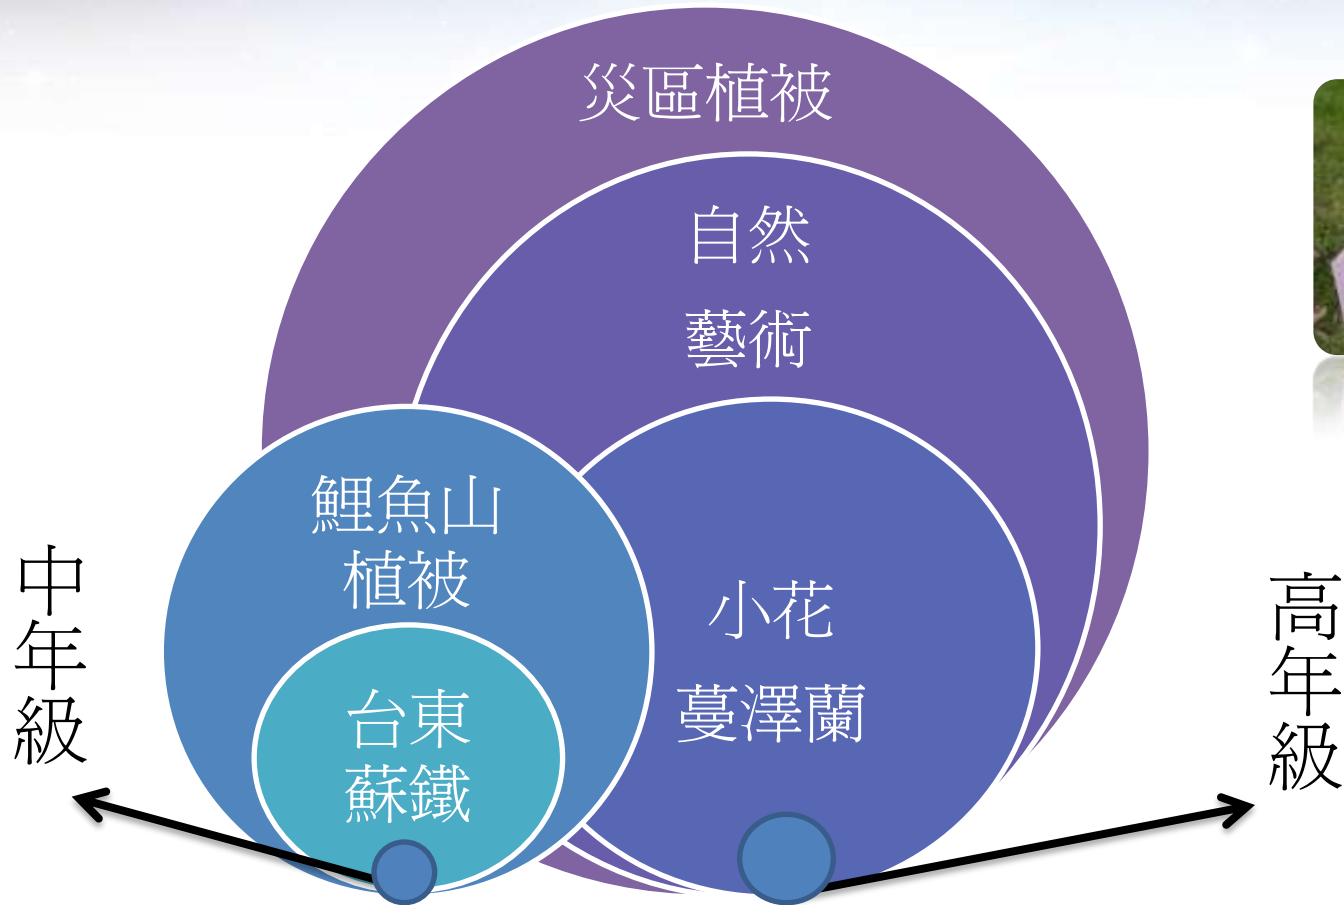 災區植被
自然
藝術
鯉魚山
植被
小花
蔓澤蘭
台東
蘇鐵
中年級
高年級